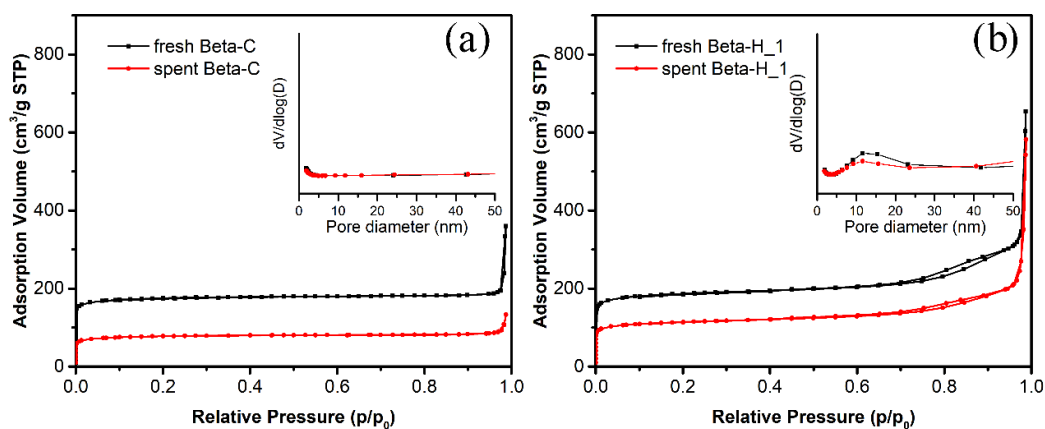 (a)
fresh Beta-C
spent Beta-C
Adsorption Volume (cm³/g STP)
800
600
400
200
0
0.0 0.2 0.4 0.6 0.8 1.0
Relative Pressure (p/p₀)
dV/dlog(D)
0 10 20 30 40 50
Pore diameter (nm)
(b)
fresh Beta-H_1
spent Beta-H_1
Adsorption Volume (cm³/g STP)
800
600
400
200
0
0.0 0.2 0.4 0.6 0.8 1.0
Relative Pressure (p/p₀)
dV/dlog(D)
0 10 20 30 40 50
Pore diameter (nm)